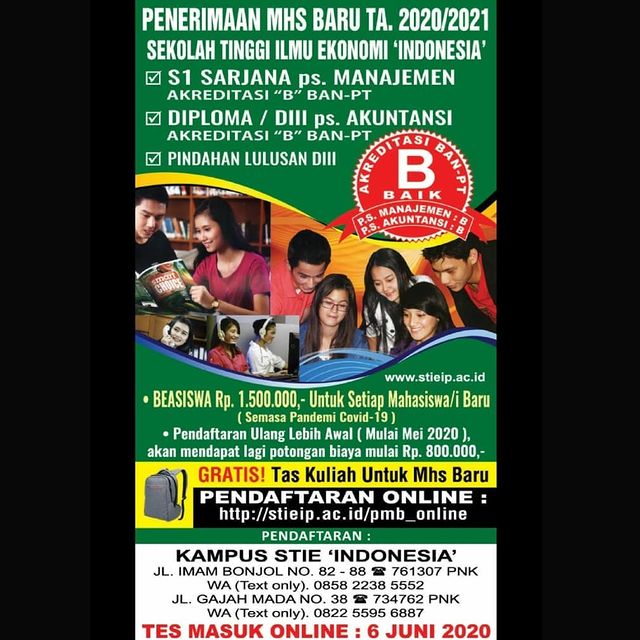 PENERIMAAN MHS BARU TA. 2020/2021
SEKOLAH TINGGI ILMU EKONOMI 'INDONESIA'
S1 SARJANA ps. MANAJEMEN
AKREDITASI "B" BAN-PT
DIPLOMA / DIII ps. AKUNTANSI
AKREDITASI "B" BAN-PT
PINDAHAN LULUSAN DIII
AKREDITASI BAN-PT
B
BAIK
P.S. MANAJEMEN : B
P.S. AKUNTANSI : B
smart
CHOICE
www.stieip.ac.id
• BEASISWA Rp. 1.500.000,- Untuk Setiap Mahasiswa/i Baru
( Semasa Pandemi Covid-19 )
• Pendaftaran Ulang Lebih Awal ( Mulai Mei 2020 ),
akan mendapat lagi potongan biaya mulai Rp. 800.000,-
GRATIS! Tas Kuliah Untuk Mhs Baru
PENDAFTARAN ONLINE :
http://stieip.ac.id/pmb_online
PENDAFTARAN :
KAMPUS STIE 'INDONESIA'
JL. IMAM BONJOL NO. 82 - 88 ☎ 761307 PNK
WA (Text only). 0858 2238 5552
JL. GAJAH MADA NO. 38 ☎ 734762 PNK
WA (Text only). 0822 5595 6887
TES MASUK ONLINE : 6 JUNI 2020